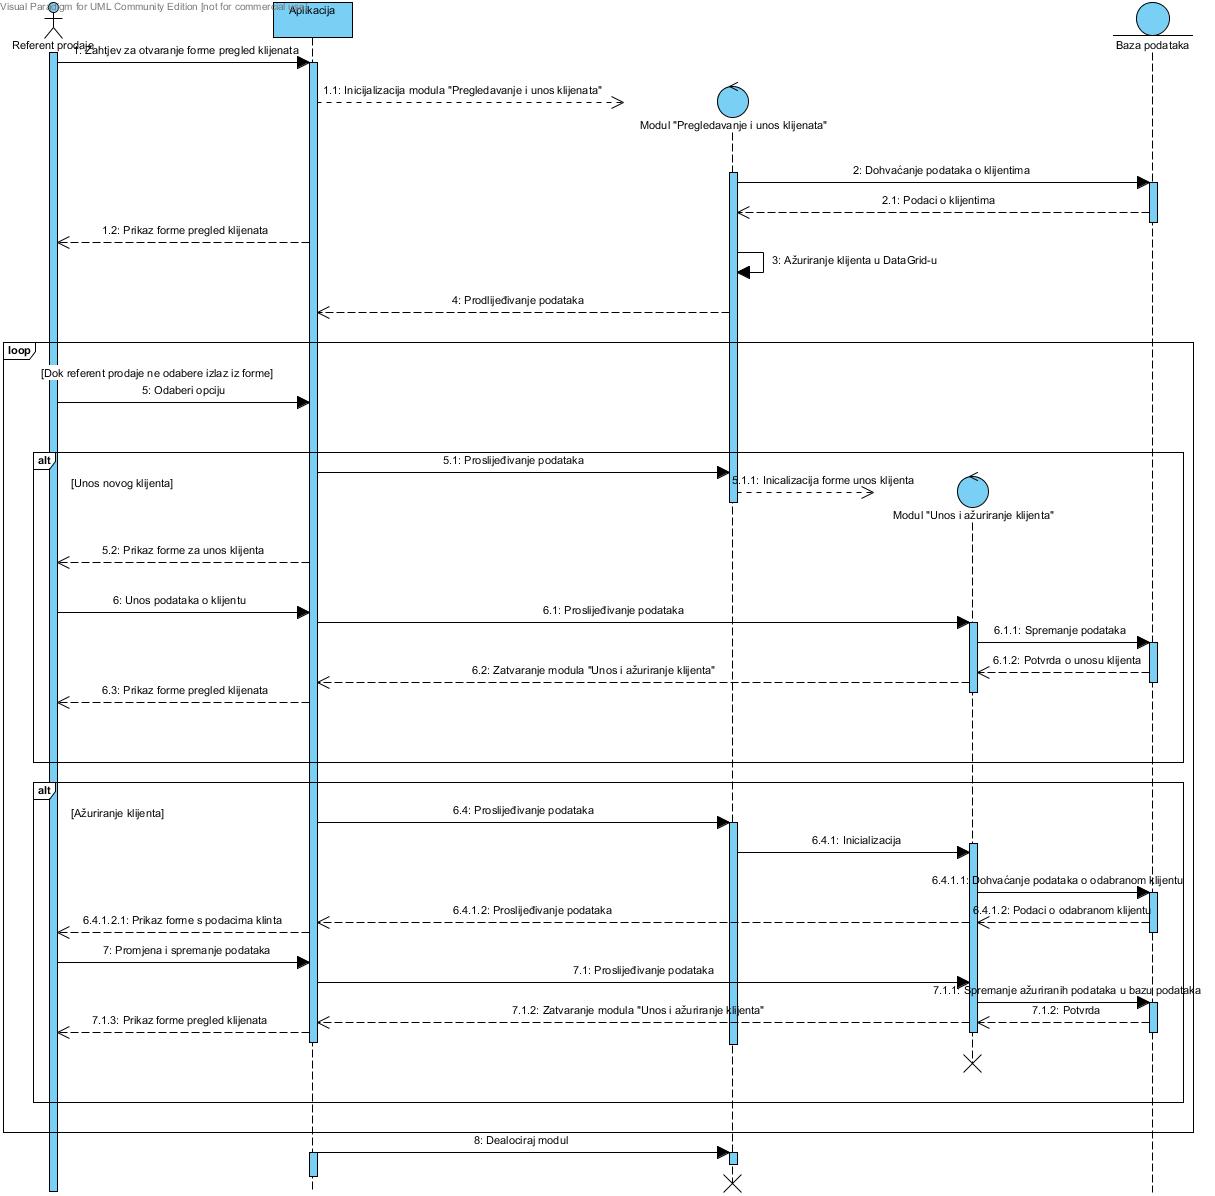 Visual Paradigm for UML Community Edition [not for commercial use]
Aplikacija
Referent prodaje
Baza podataka
1: Zahtjev za otvaranje forme pregled klijenata
1.1: Inicijalizacija modula "Pregledavanje i unos klijenata"
Modul "Pregledavanje i unos klijenata"
2: Dohvaćanje podataka o klijentima
2.1: Podaci o klijentima
1.2: Prikaz forme pregled klijenata
3: Ažuriranje klijenta u DataGrid-u
4: Prodlijeđivanje podataka
loop
[Dok referent prodaje ne odabere izlaz iz forme]
5: Odaberi opciju
alt
5.1: Proslijeđivanje podataka
[Unos novog klijenta]
5.1.1: Inicalizacija forme unos klijenta
Modul "Unos i ažuriranje klijenta"
5.2: Prikaz forme za unos klijenta
6: Unos podataka o klijentu
6.1: Proslijeđivanje podataka
6.1.1: Spremanje podataka
6.1.2: Potvrda o unosu klijenta
6.2: Zatvaranje modula "Unos i ažuriranje klijenta"
6.3: Prikaz forme pregled klijenata
alt
[Ažuriranje klijenta]
6.4: Proslijeđivanje podataka
6.4.1: Inicializacija
6.4.1.1: Dohvaćanje podataka o odabranom klijentu
6.4.1.2: Proslijeđivanje podataka
6.4.1.2: Podaci o odabranom klijentu
6.4.1.2.1: Prikaz forme s podacima klinta
7: Promjena i spremanje podataka
7.1: Proslijeđivanje podataka
7.1.1: Spremanje ažuriranih podataka u bazu podataka
7.1.2: Zatvaranje modula "Unos i ažuriranje klijenta"
7.1.2: Potvrda
7.1.3: Prikaz forme pregled klijenata
8: Dealociraj modul